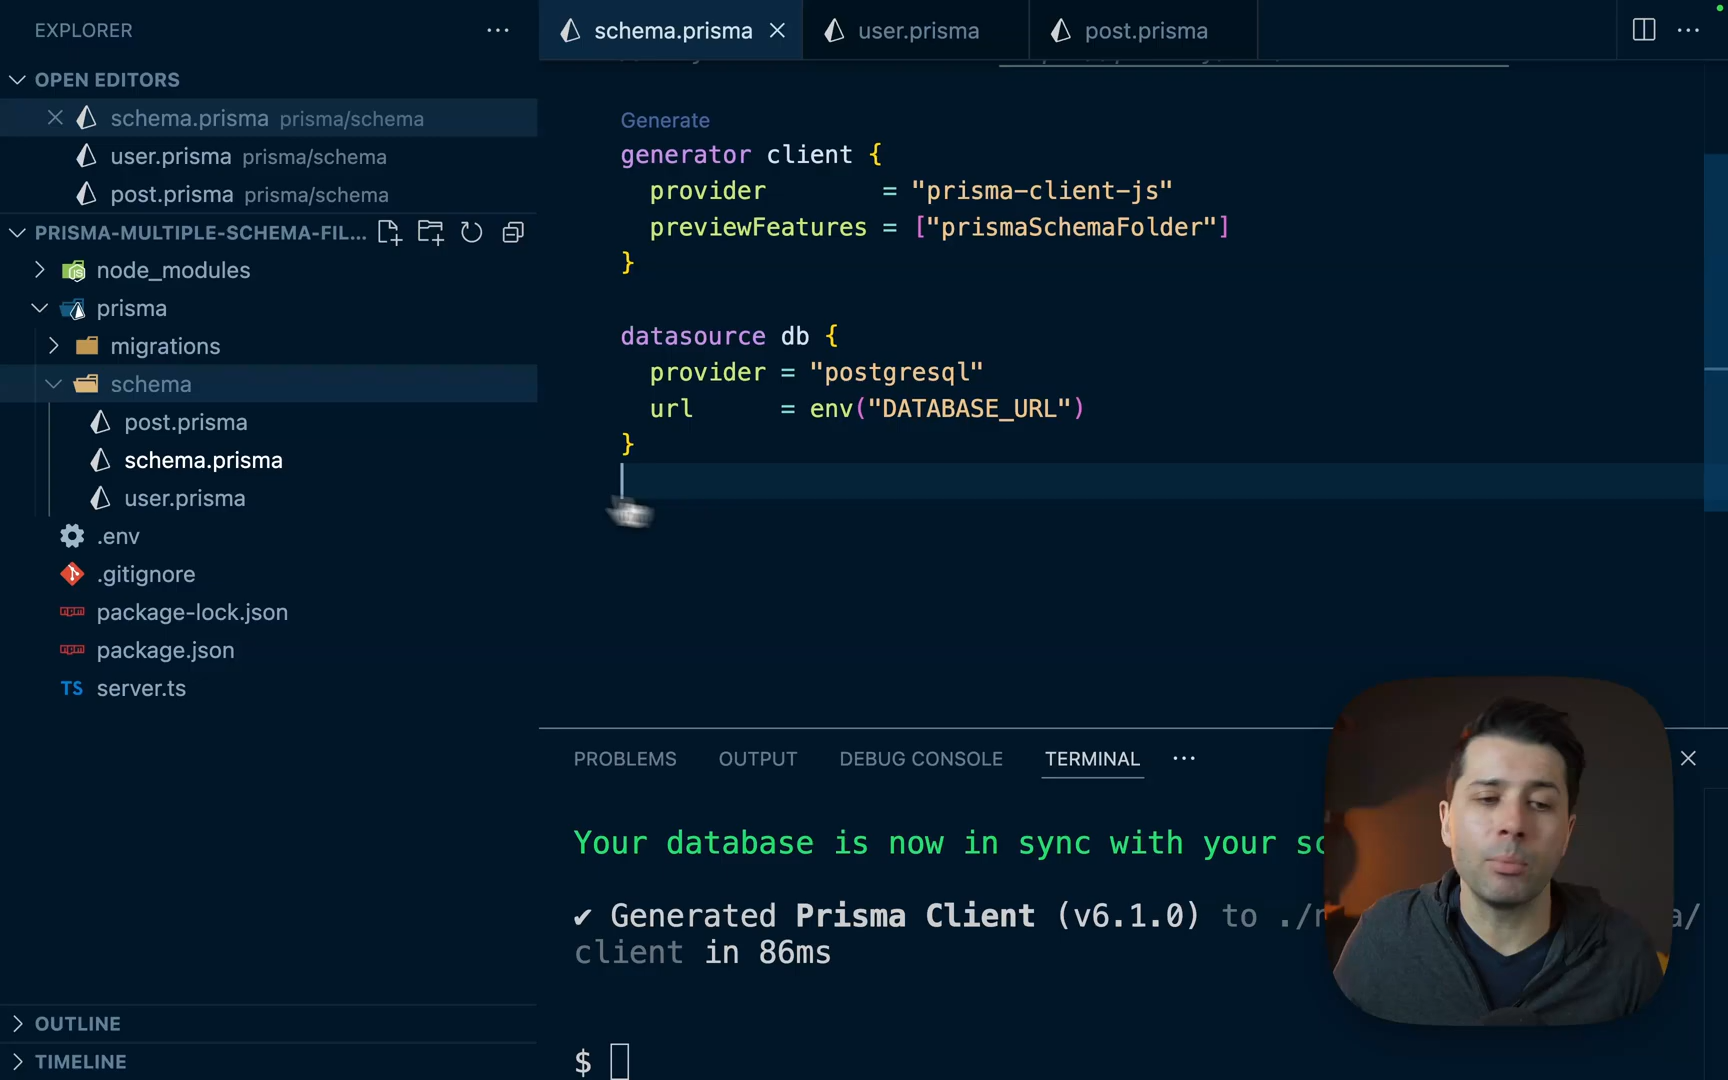 EXPLORER
OPEN EDITORS
schema.prisma prisma/schema
user.prisma prisma/schema
post.prisma prisma/schema
PRISMA-MULTIPLE-SCHEMA-FIL...
node_modules
prisma
migrations
schema
post.prisma
schema.prisma
user.prisma
.env
.gitignore
package-lock.json
package.json
TS server.ts
OUTLINE
TIMELINE
schema.prisma user.prisma post.prisma
Generate
generator client {
provider = "prisma-client-js"
previewFeatures = ["prismaSchemaFolder"]
}
datasource db {
provider = "postgresql"
url = env("DATABASE_URL")
}
PROBLEMS OUTPUT DEBUG CONSOLE TERMINAL
Your database is now in sync with your
✔ Generated Prisma Client (v6.1.0) to
client in 86ms
$